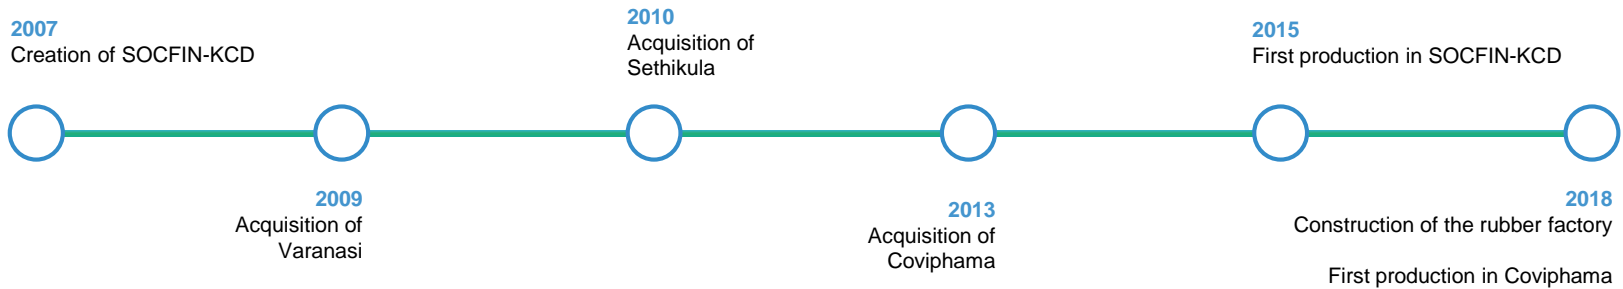 2007
Creation of SOCFIN-KCD
2009
Acquisition of
Varanasi
2010
Acquisition of
Sethikula
2013
Acquisition of
Coviphama
2015
First production in SOCFIN-KCD
2018
Construction of the rubber factory
First production in Coviphama